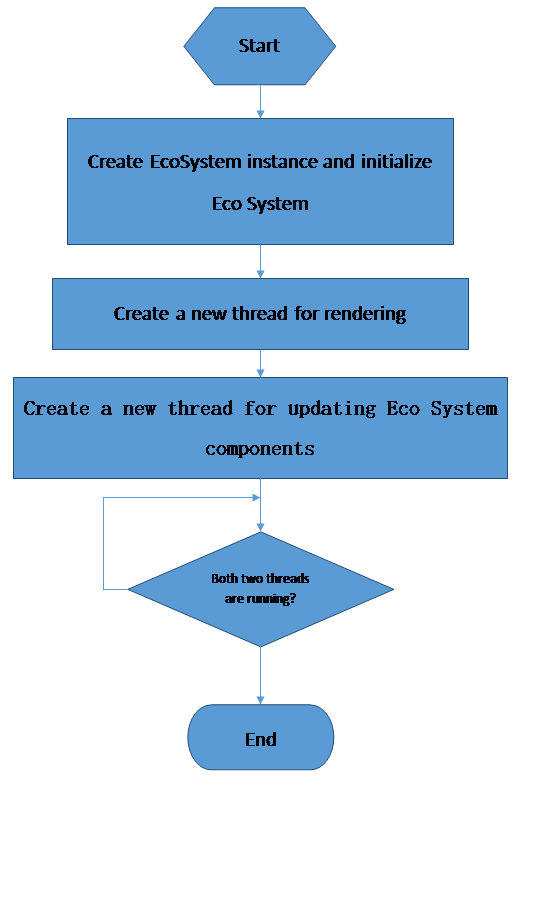 Start
Create EcoSystem instance and initialize
Eco System
Create a new thread for rendering
Create a new thread for updating Eco System
components
Both two threads
are running?
End